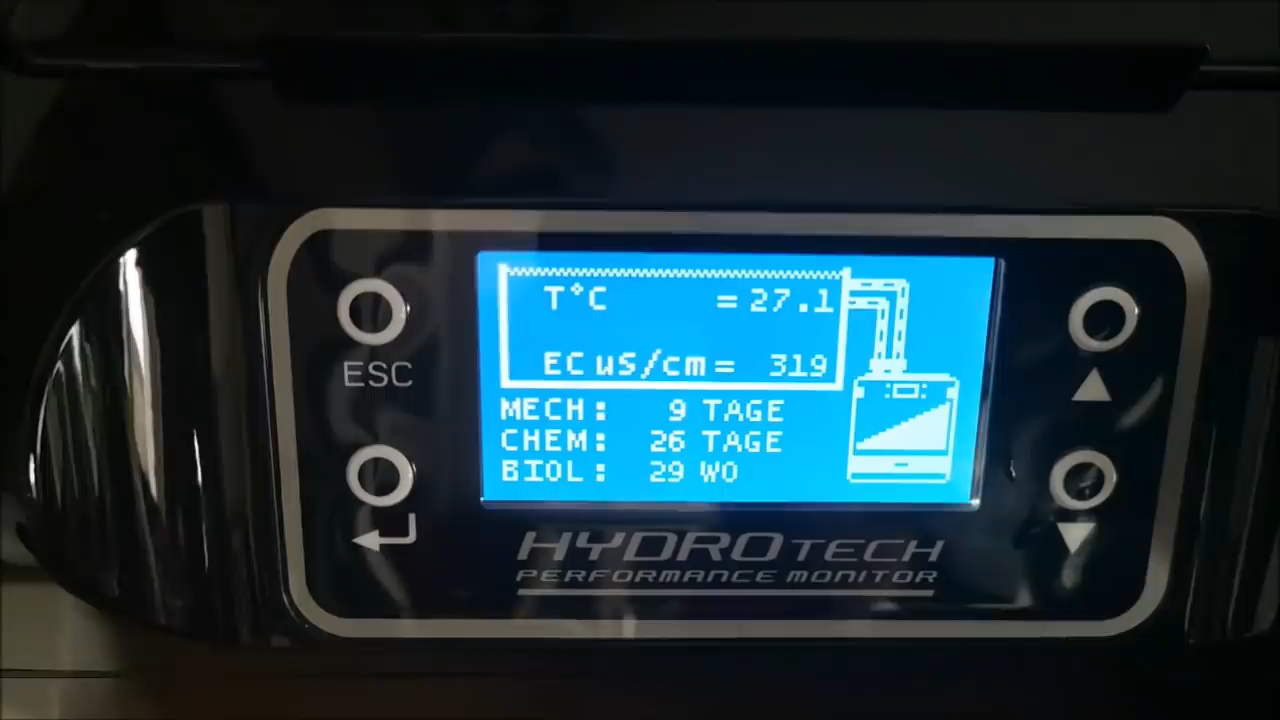 T°C = 27.1
EC uS/cm = 319
MECH: 9 TAGE
CHEM: 26 TAGE
BIOL: 29 WO
ESC
HYDROTECH
PERFORMANCE MONITOR